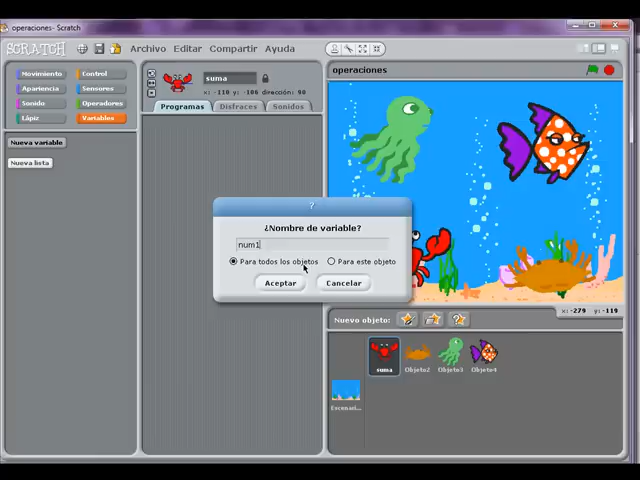 operaciones- Scratch
SCRATCH Archivo Editar Compartir Ayuda
Movimiento Control
Apariencia Sensores
Sonido Operadores
Lápiz Variables
Nueva variable
Nueva lista
suma
x: -110 y: -106 dirección: 90
Programas Disfraces Sonidos
operaciones
?
¿Nombre de variable?
num1
Para todos los objetos Para este objeto
Aceptar Cancelar
x: -279 y: -119
Nuevo objeto:
suma Objeto2 Objeto3 Objeto4
Escenari...